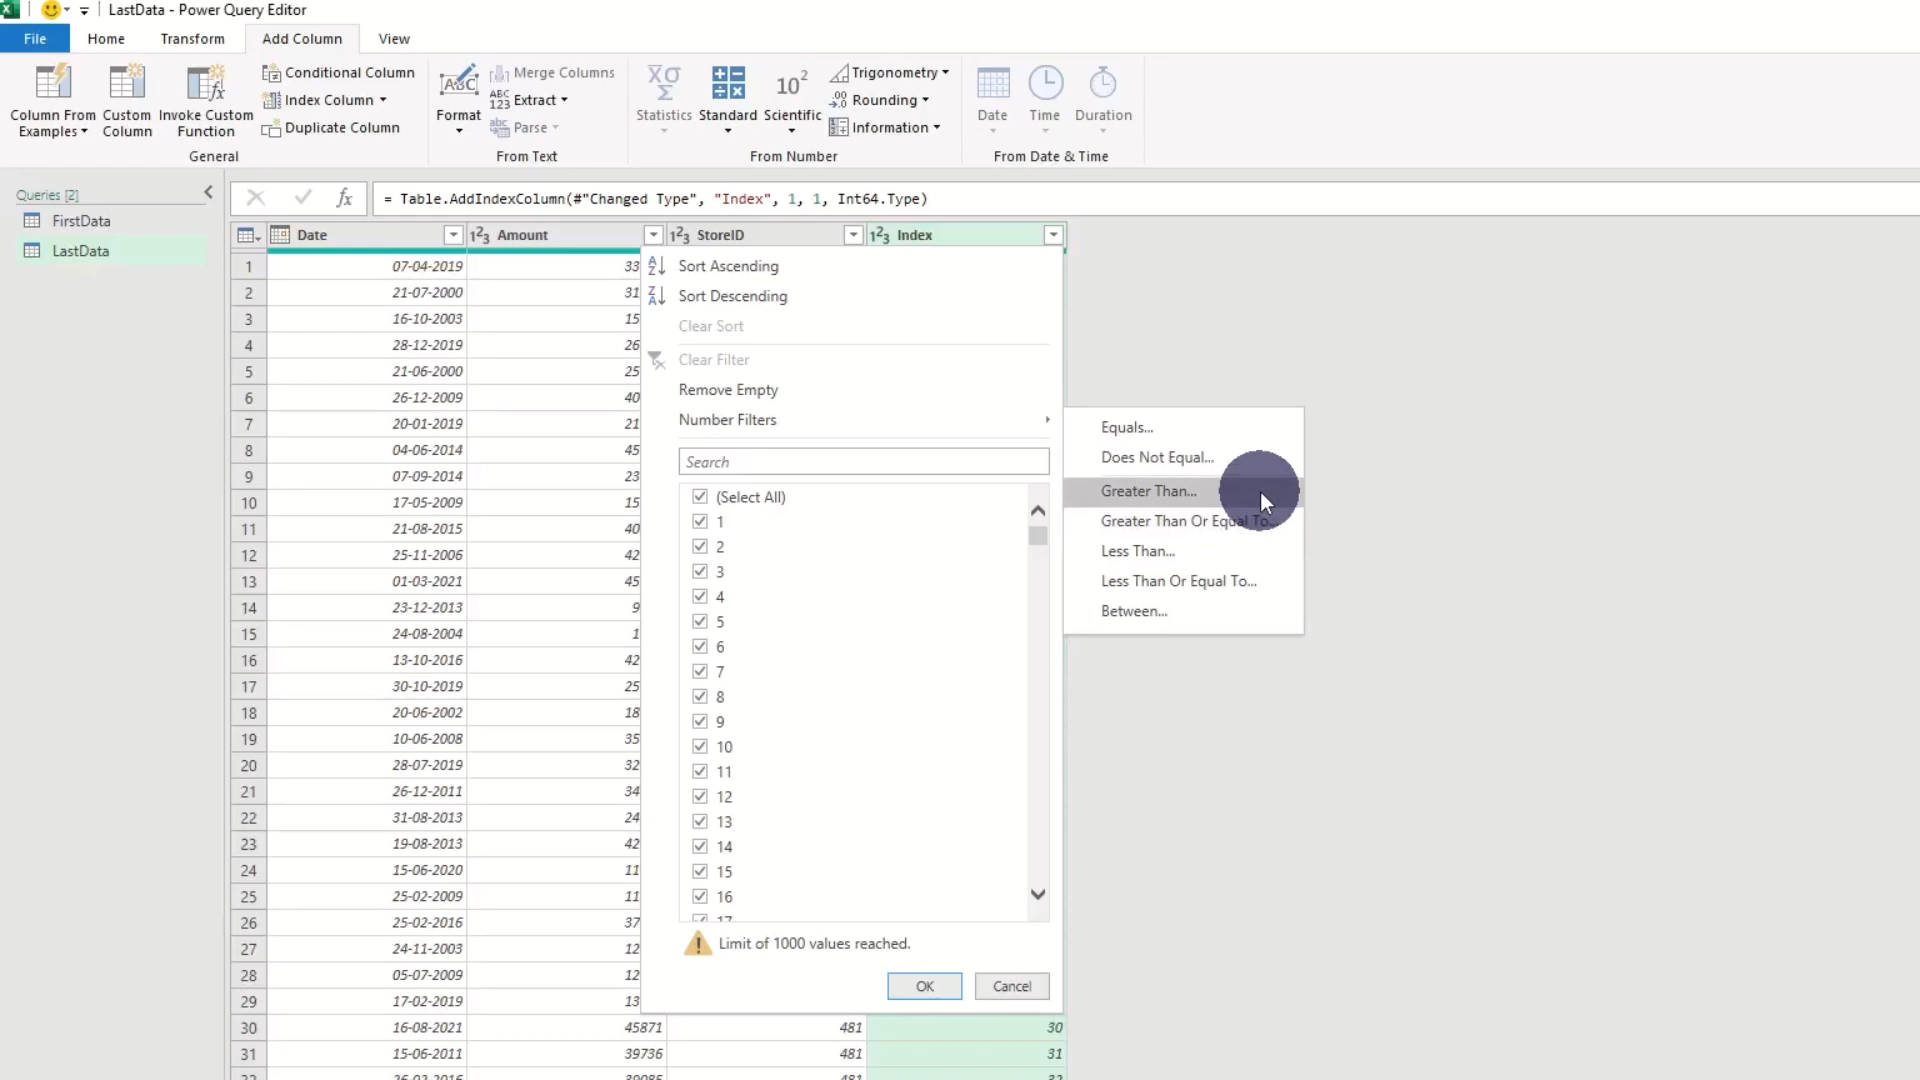 LastData - Power Query Editor
File Home Transform Add Column View
Column From Examples
Custom Column
Invoke Custom Function
Conditional Column
Index Column
Duplicate Column
General
Format
Merge Columns
Extract
Parse
From Text
Statistics
Standard
Scientific
Trigonometry
Rounding
Information
From Number
Date
Time
Duration
From Date & Time
Queries [2]
FirstData
LastData
= Table.AddIndexColumn(#"Changed Type", "Index", 1, 1, Int64.Type)
Date Amount StoreID Index
1 07-04-2019 33
2 21-07-2000 31
3 16-10-2003 15
4 28-12-2019 26
5 21-06-2000 25
6 26-12-2009 40
7 20-01-2019 21
8 04-06-2014 45
9 07-09-2014 23
10 17-05-2009 15
11 21-08-2015 40
12 25-11-2006 42
13 01-03-2021 45
14 23-12-2013 9
15 24-08-2004 1
16 13-10-2016 42
17 30-10-2019 25
18 20-06-2002 18
19 10-06-2008 35
20 28-07-2019 32
21 26-12-2011 34
22 31-08-2013 24
23 19-08-2013 42
24 15-06-2020 11
25 25-02-2009 11
26 25-02-2016 37
27 24-11-2003 12
28 05-07-2009 12
29 17-02-2019 13
30 16-08-2021 45871 481 30
31 15-06-2011 39736 481 31
32 26-02-2016 39085 481 32
Sort Ascending
Sort Descending
Clear Sort
Clear Filter
Remove Empty
Number Filters
Search
(Select All)
1
2
3
4
5
6
7
8
9
10
11
12
13
14
15
16
17
Limit of 1000 values reached.
OK Cancel
Equals...
Does Not Equal...
Greater Than...
Greater Than Or Equal To...
Less Than...
Less Than Or Equal To...
Between...